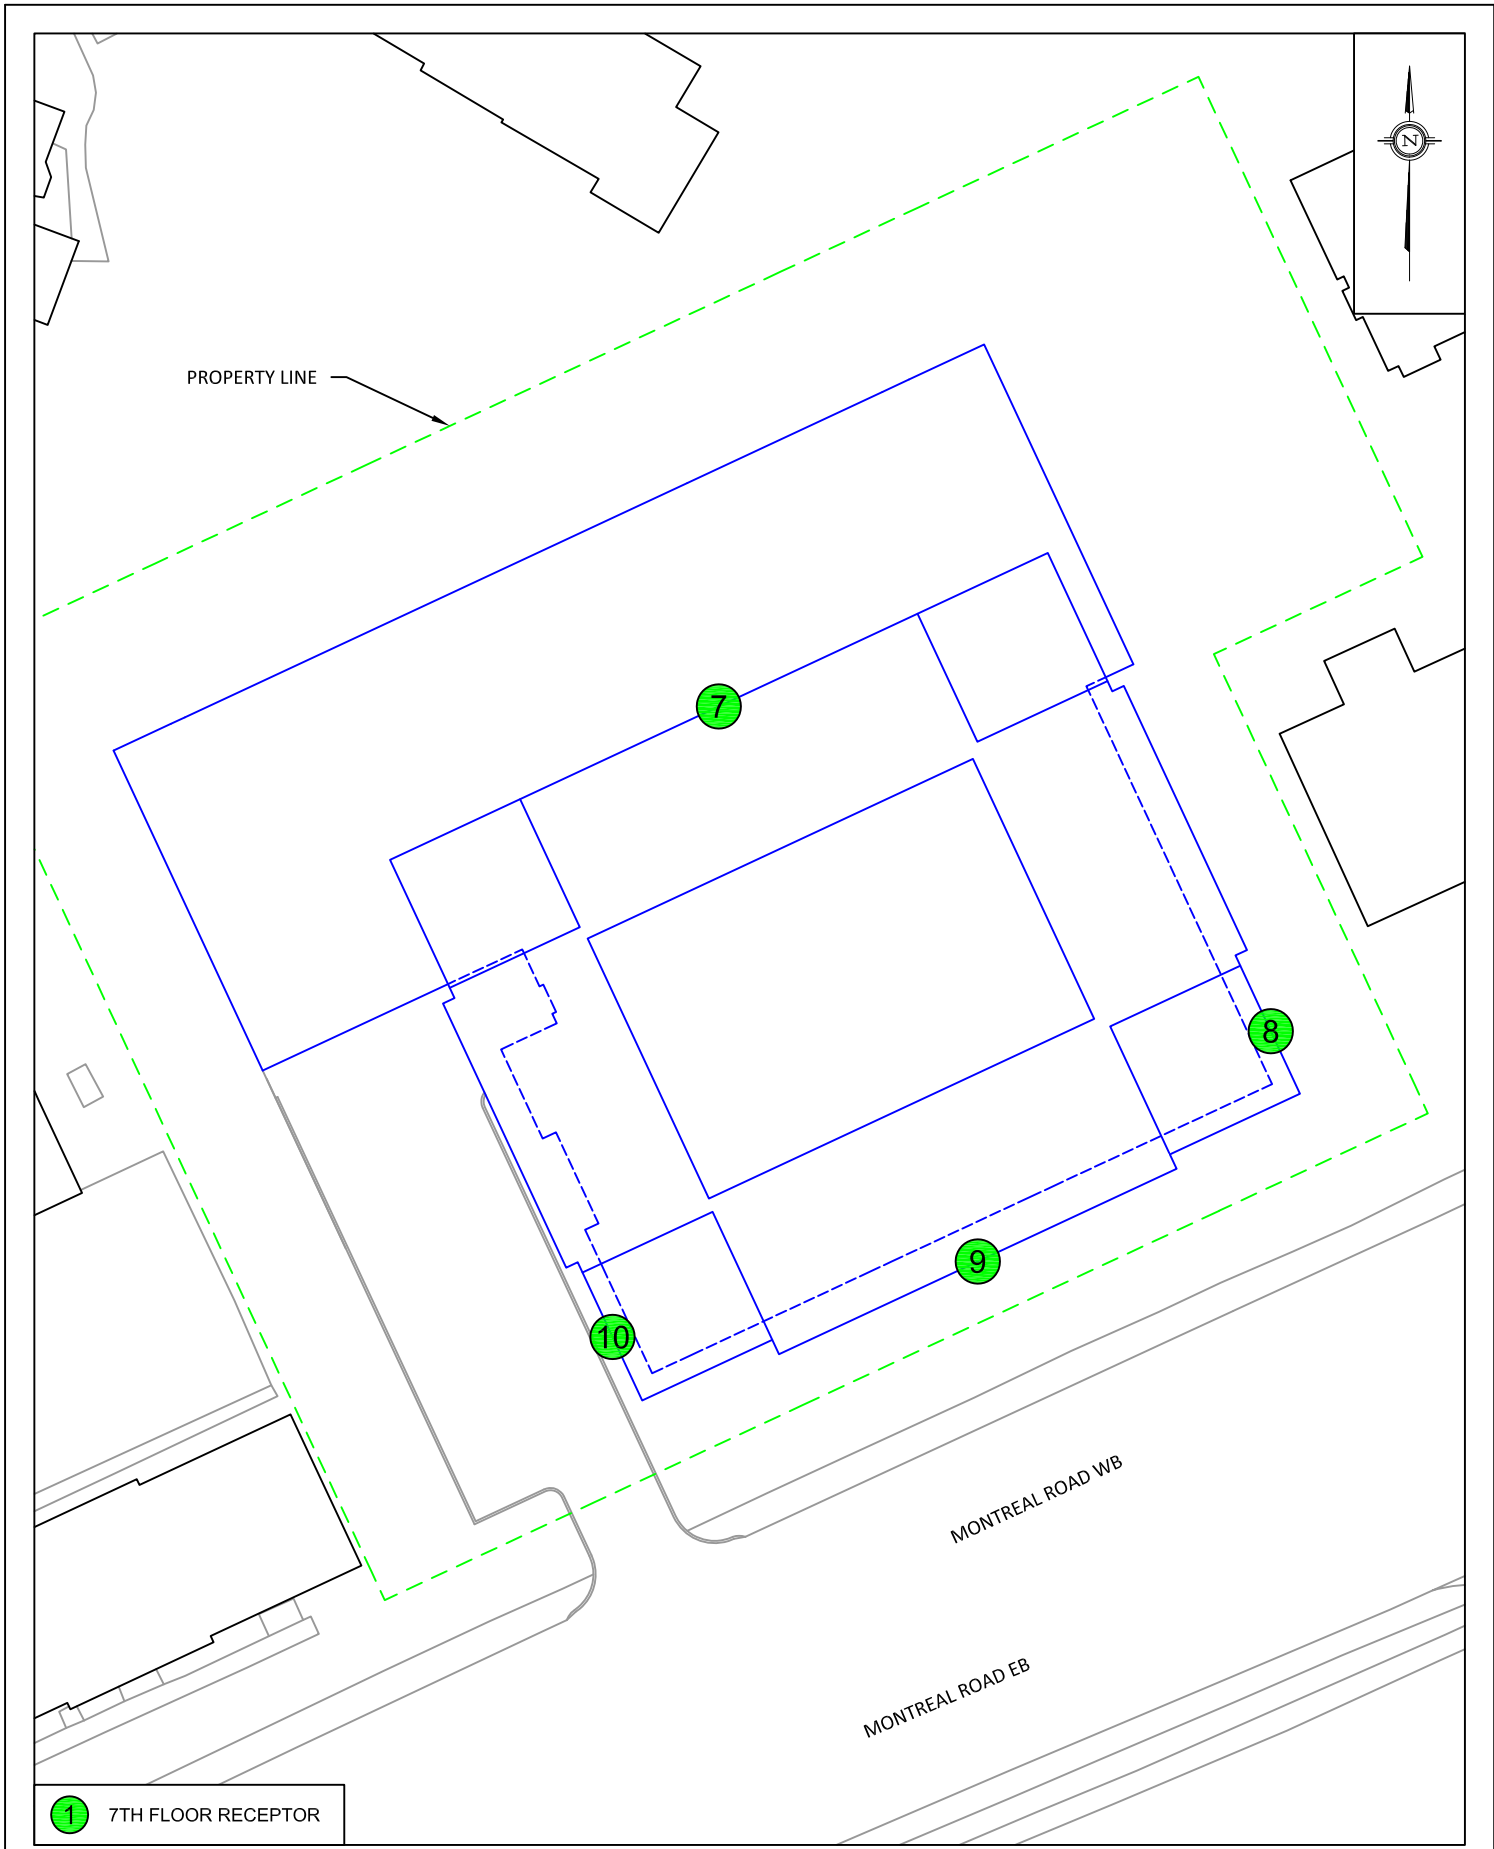 N
PROPERTY LINE
7
8
9
10
MONTREAL ROAD WB
MONTREAL ROAD EB
1 7TH FLOOR RECEPTOR